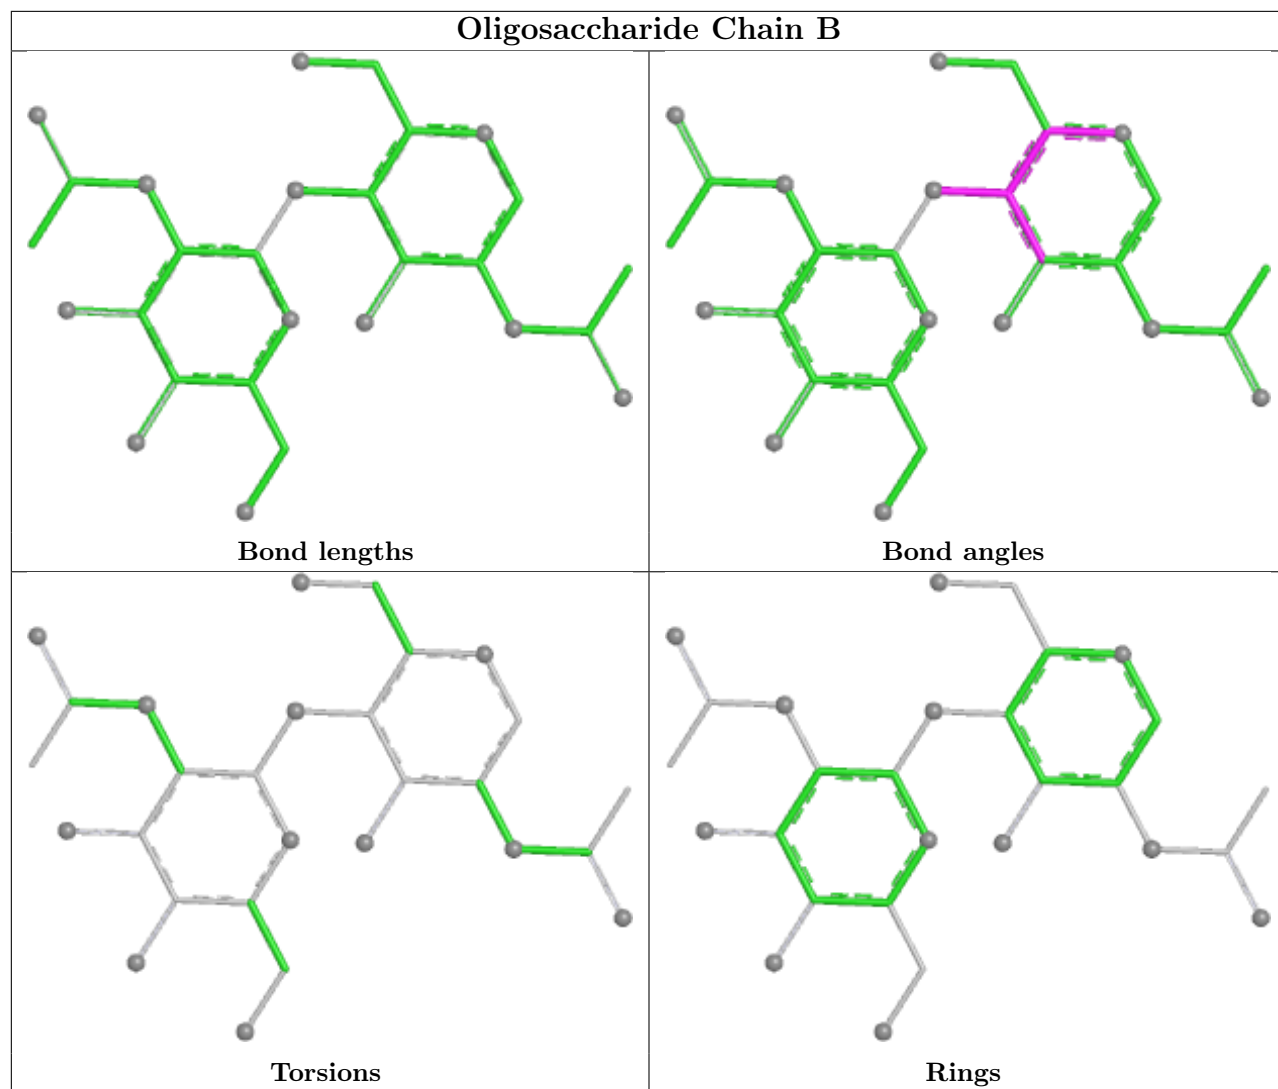 Oligosaccharide Chain B
Bond lengths
Bond angles
Torsions
Rings